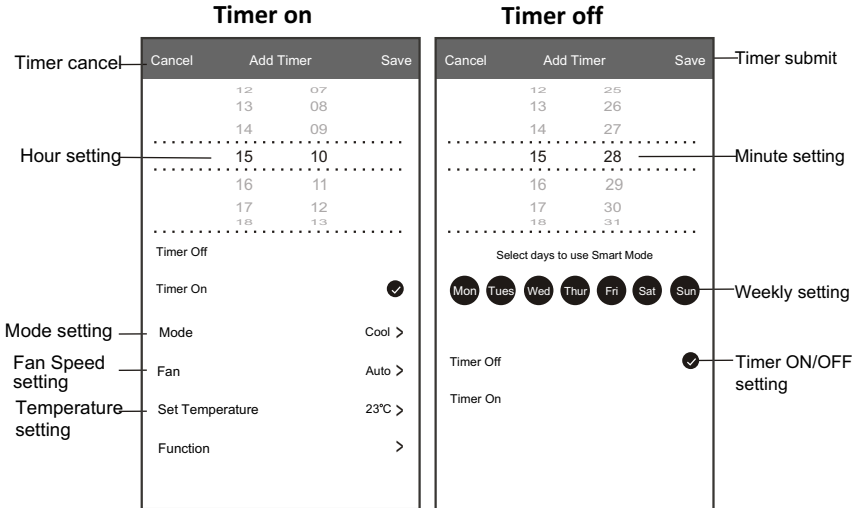 Timer on
Timer off
Timer cancel
Cancel Add Timer Save
Cancel Add Timer Save
Timer submit
12 07
13 08
14 09
Hour setting
15 10
16 11
17 12
18 13
12 25
13 26
14 27
15 28
Minute setting
16 29
17 30
18 31
Timer Off
Timer On
Mode setting
Mode Cool >
Fan Speed
setting
Fan Auto >
Temperature
setting
Set Temperature 23℃ >
Function >
Select days to use Smart Mode
Mon Tues Wed Thur Fri Sat Sun
Weekly setting
Timer Off
Timer ON/OFF
setting
Timer On